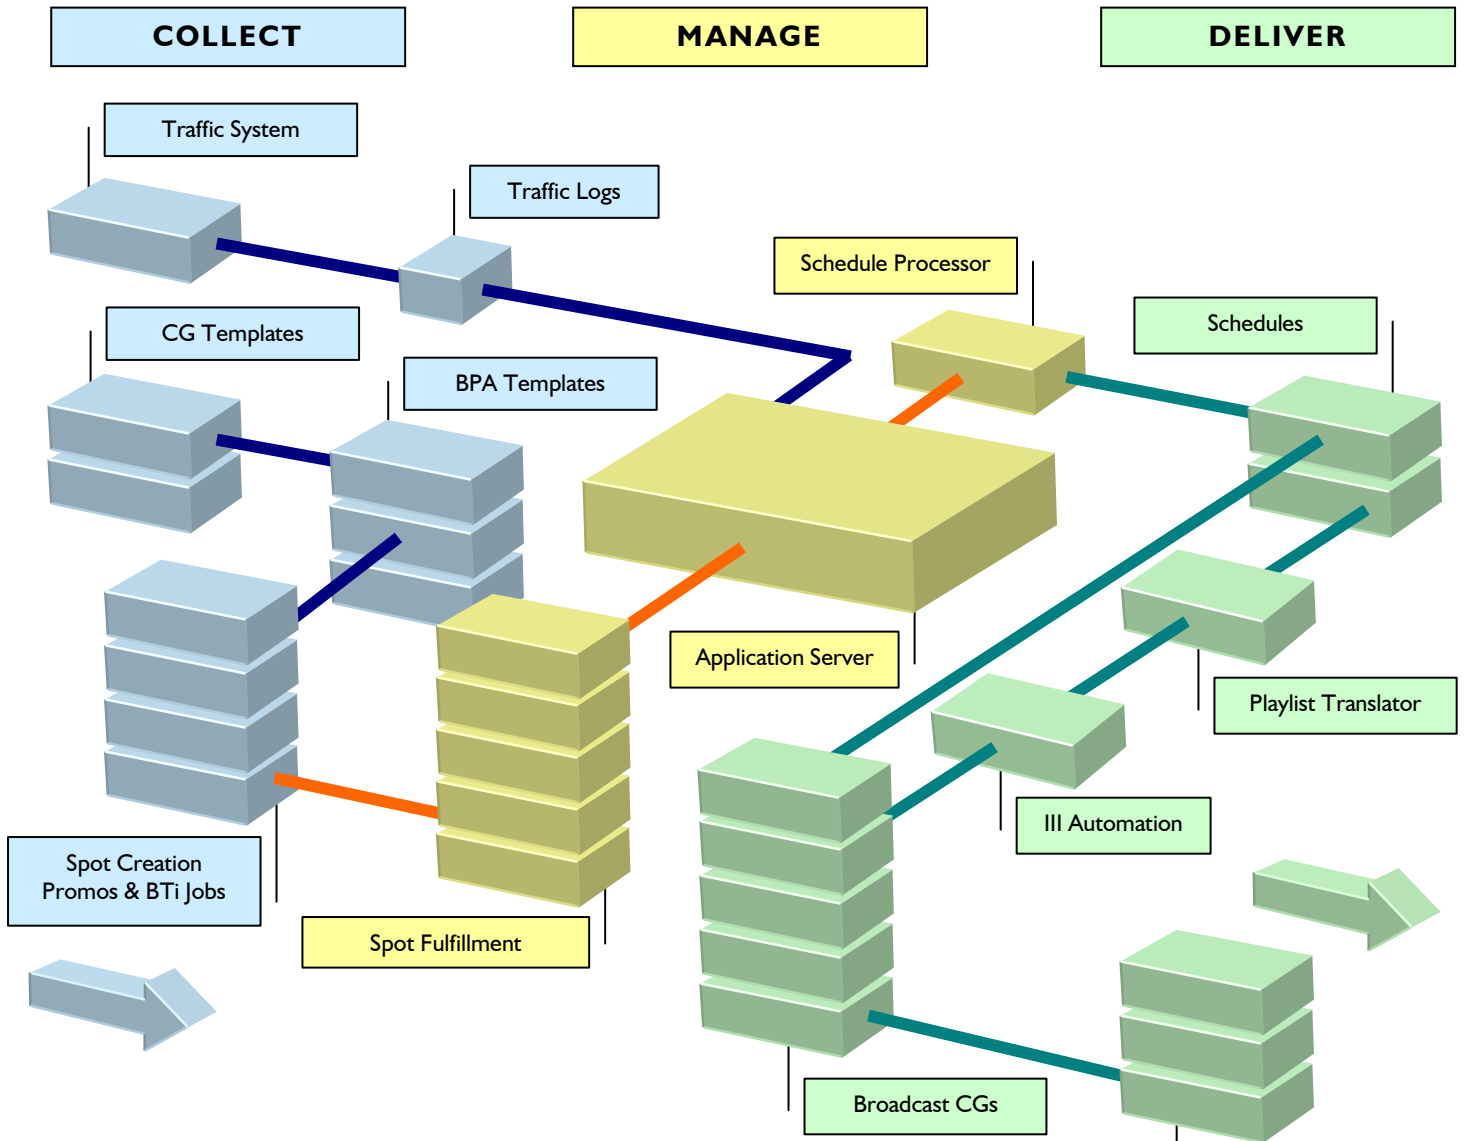 COLLECT
MANAGE
DELIVER
Traffic System
Traffic Logs
Schedule Processor
Schedules
CG Templates
BPA Templates
Application Server
Playlist Translator
III Automation
Spot Creation
Promos & BTi Jobs
Spot Fulfillment
Broadcast CGs